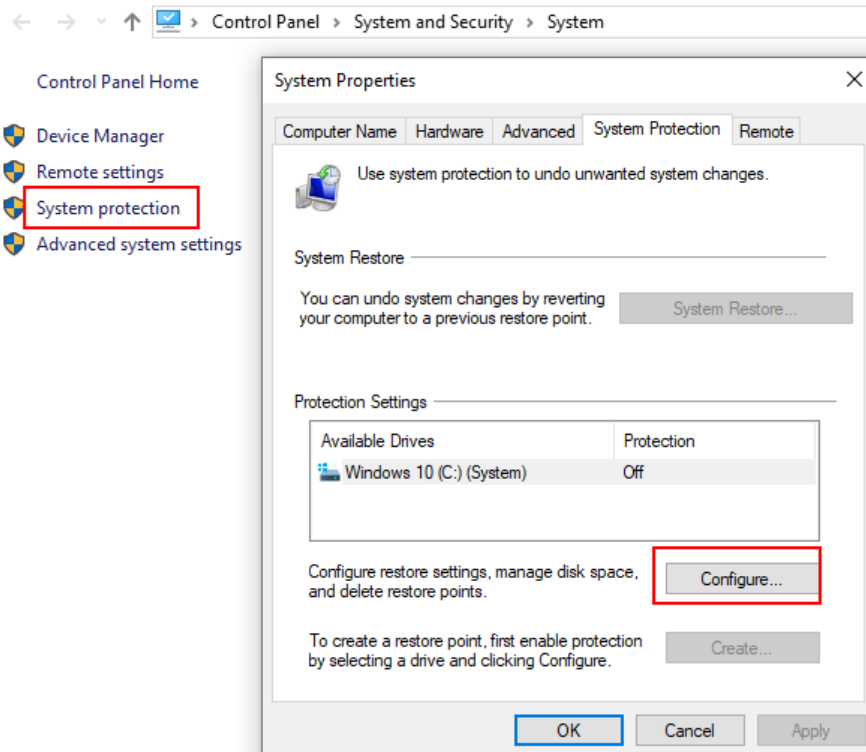 Control Panel > System and Security > System
Control Panel Home
Device Manager
Remote settings
System protection
Advanced system settings
System Properties
Computer Name Hardware Advanced System Protection Remote
Use system protection to undo unwanted system changes.
System Restore
You can undo system changes by reverting
your computer to a previous restore point.
System Restore...
Protection Settings
Available Drives Protection
Windows 10 (C:) (System) Off
Configure restore settings, manage disk space,
and delete restore points.
Configure...
To create a restore point, first enable protection
by selecting a drive and clicking Configure.
Create...
OK Cancel Apply